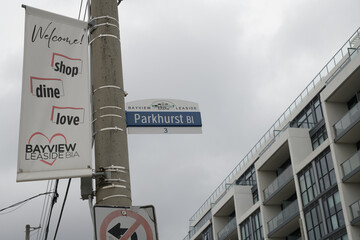 Welcome!
shop
dine
love
BAYVIEW
LEASIDE BIA
BAYVIEW LEASIDE
Parkhurst Bl
3